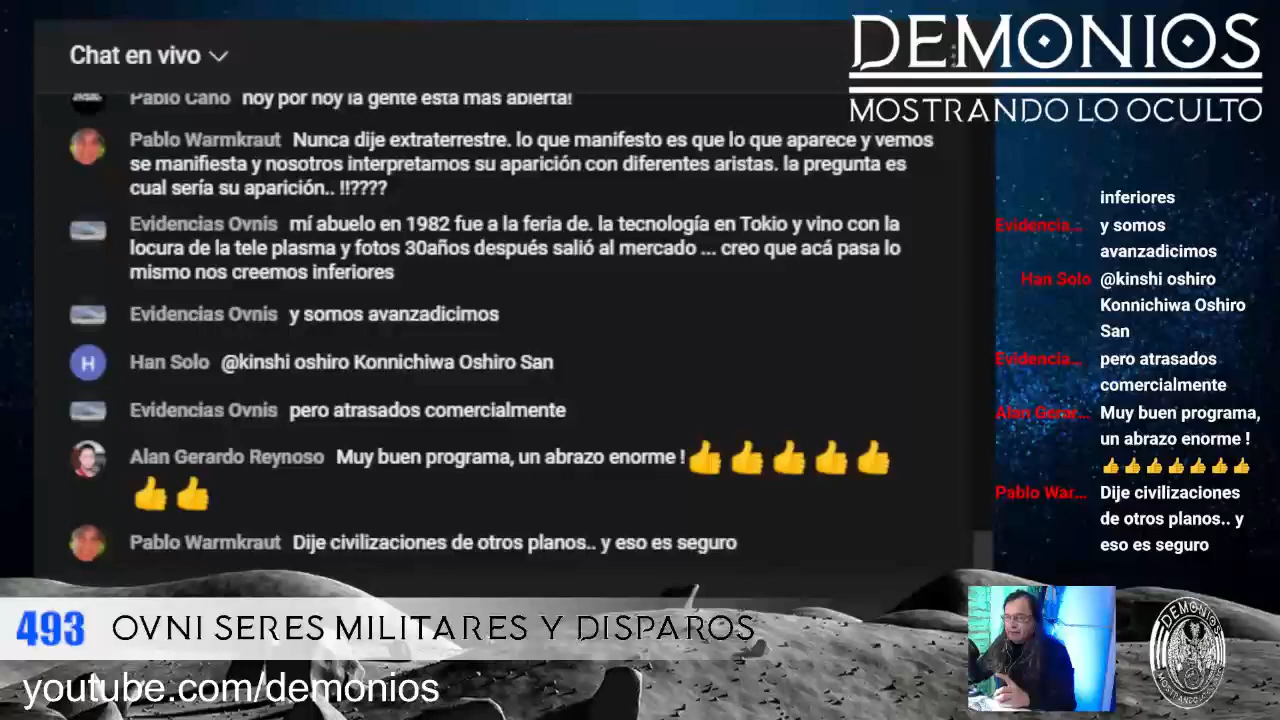 Chat en vivo
DEMONIOS
MOSTRANDO LO OCULTO
Pablo Cano hoy por hoy la gente esta mas abierta!
Pablo Warmkraut Nunca dije extraterrestre. lo que manifesto es que lo que aparece y vemos
se manifiesta y nosotros interpretamos su aparición con diferentes aristas. la pregunta es
cual sería su aparición.. !!????
Evidencias Ovnis mí abuelo en 1982 fue a la feria de. la tecnología en Tokio y vino con la
locura de la tele plasma y fotos 30años después salió al mercado ... creo que acá pasa lo
mismo nos creemos inferiores
Evidencias Ovnis y somos avanzadicimos
H
Han Solo @kinshi oshiro Konnichiwa Oshiro San
Evidencias Ovnis pero atrasados comercialmente
Alan Gerardo Reynoso Muy buen programa, un abrazo enorme ! 👍👍👍👍👍
👍👍
Pablo Warmkraut Dije civilizaciones de otros planos.. y eso es seguro
inferiores
Evidencia... y somos
avanzadicimos
Han Solo @kinshi oshiro
Konnichiwa Oshiro
San
Evidencia... pero atrasados
comercialmente
Alan Gerar... Muy buen programa,
un abrazo enorme !
👍👍👍👍👍👍👍
Pablo War... Dije civilizaciones
de otros planos.. y
eso es seguro
493 OVNI SERES MILITARES Y DISPAROS
youtube.com/demonios
DEMONIOS
MOSTRANDO LO OCULTO